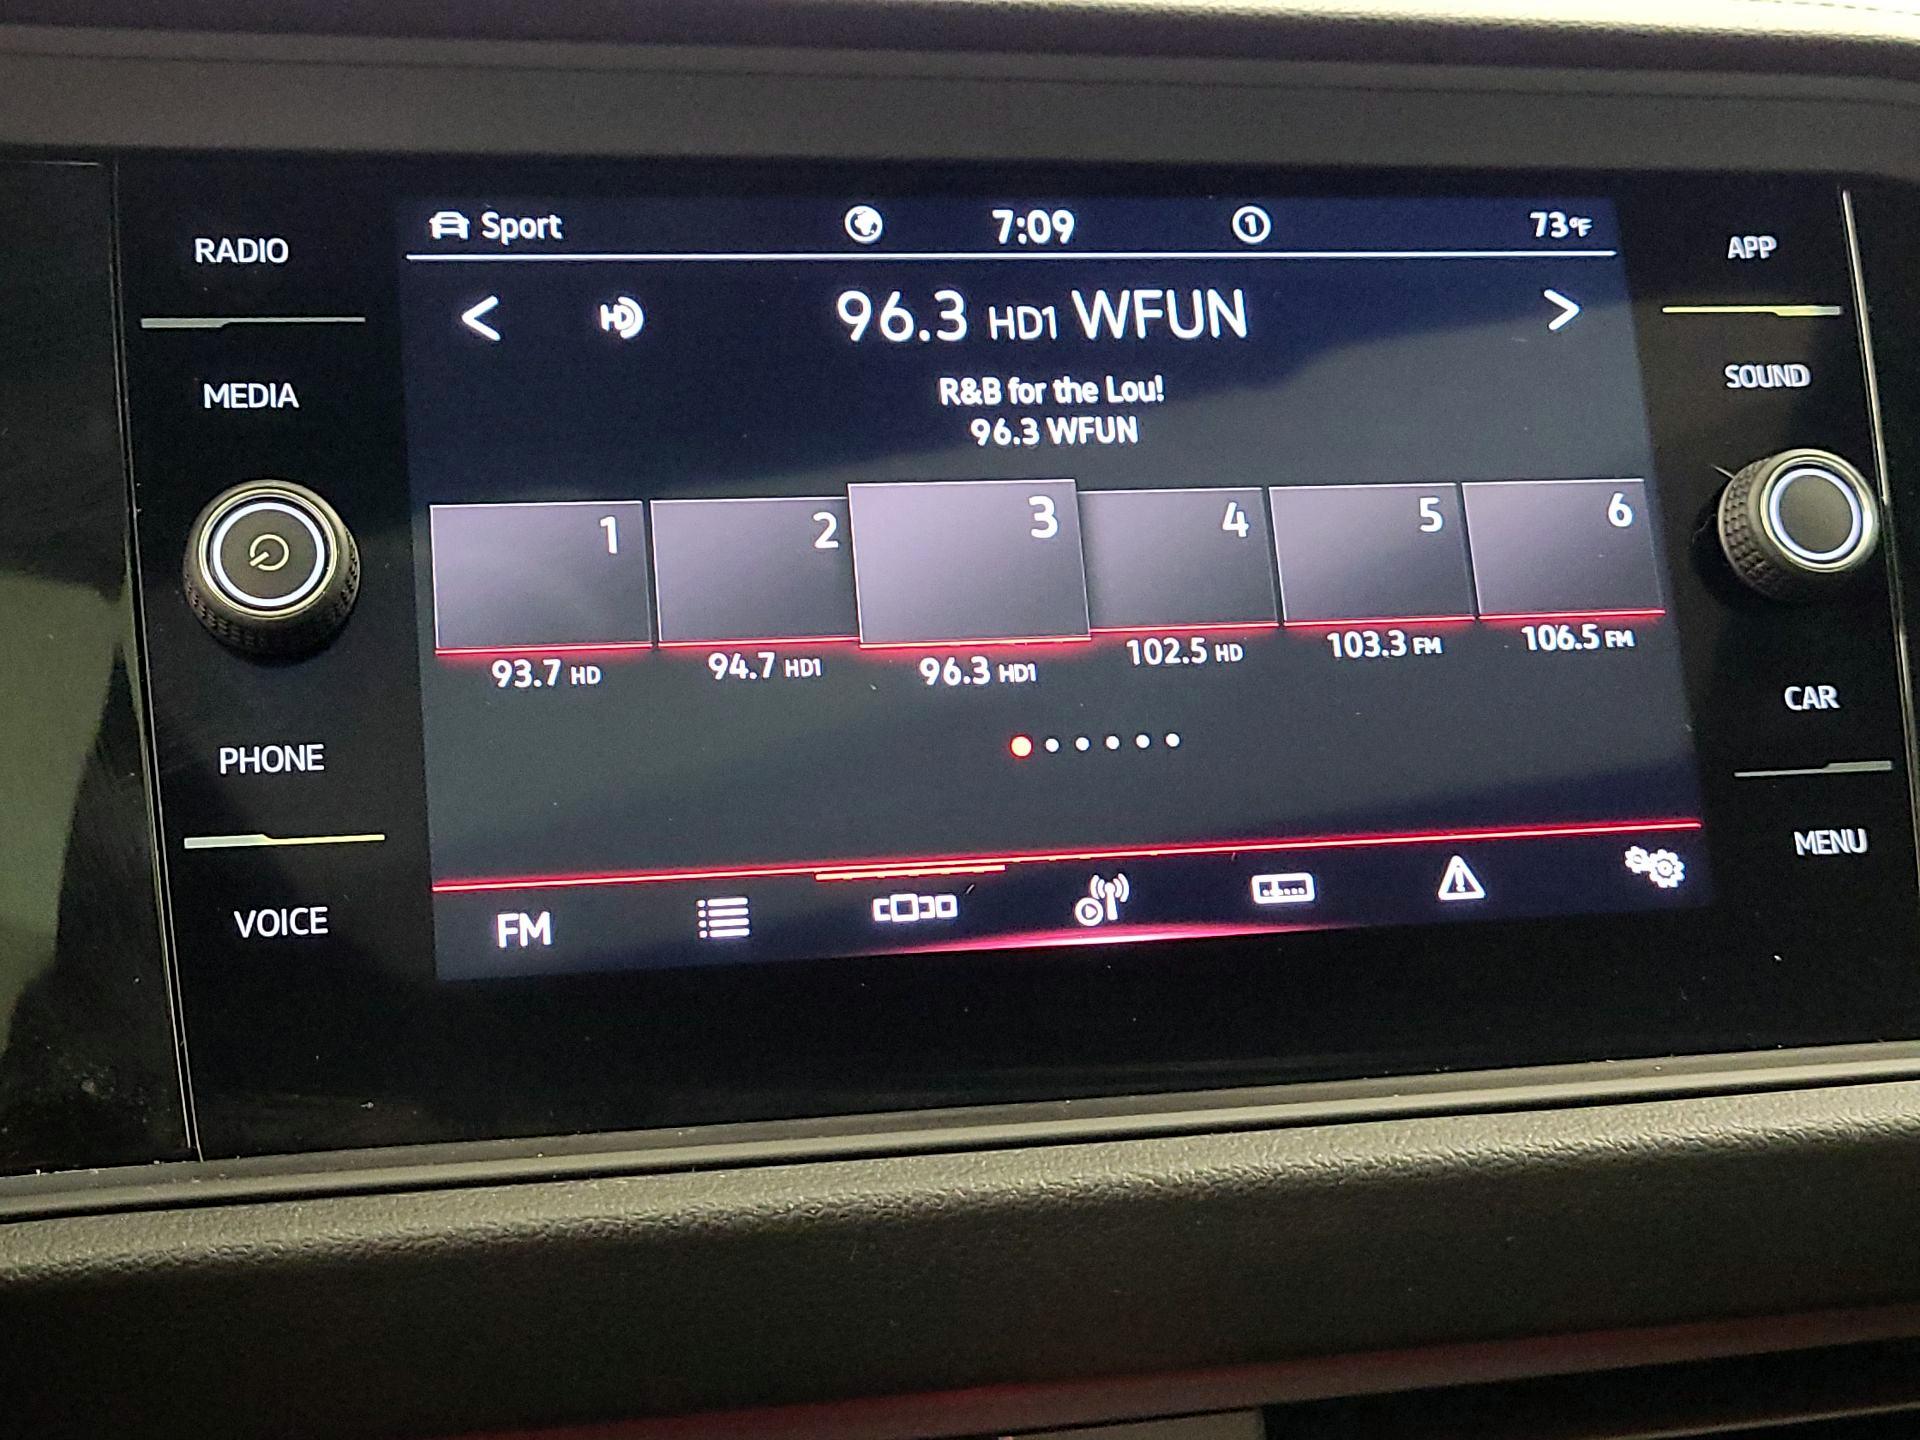 RADIO
MEDIA
PHONE
VOICE
Sport
7:09
1
73°F
HD
96.3 HD1 WFUN
R&B for the Lou!
96.3 WFUN
1
2
3
4
5
6
93.7 HD
94.7 HD1
96.3 HD1
102.5 HD
103.3 FM
106.5 FM
FM
APP
SOUND
CAR
MENU